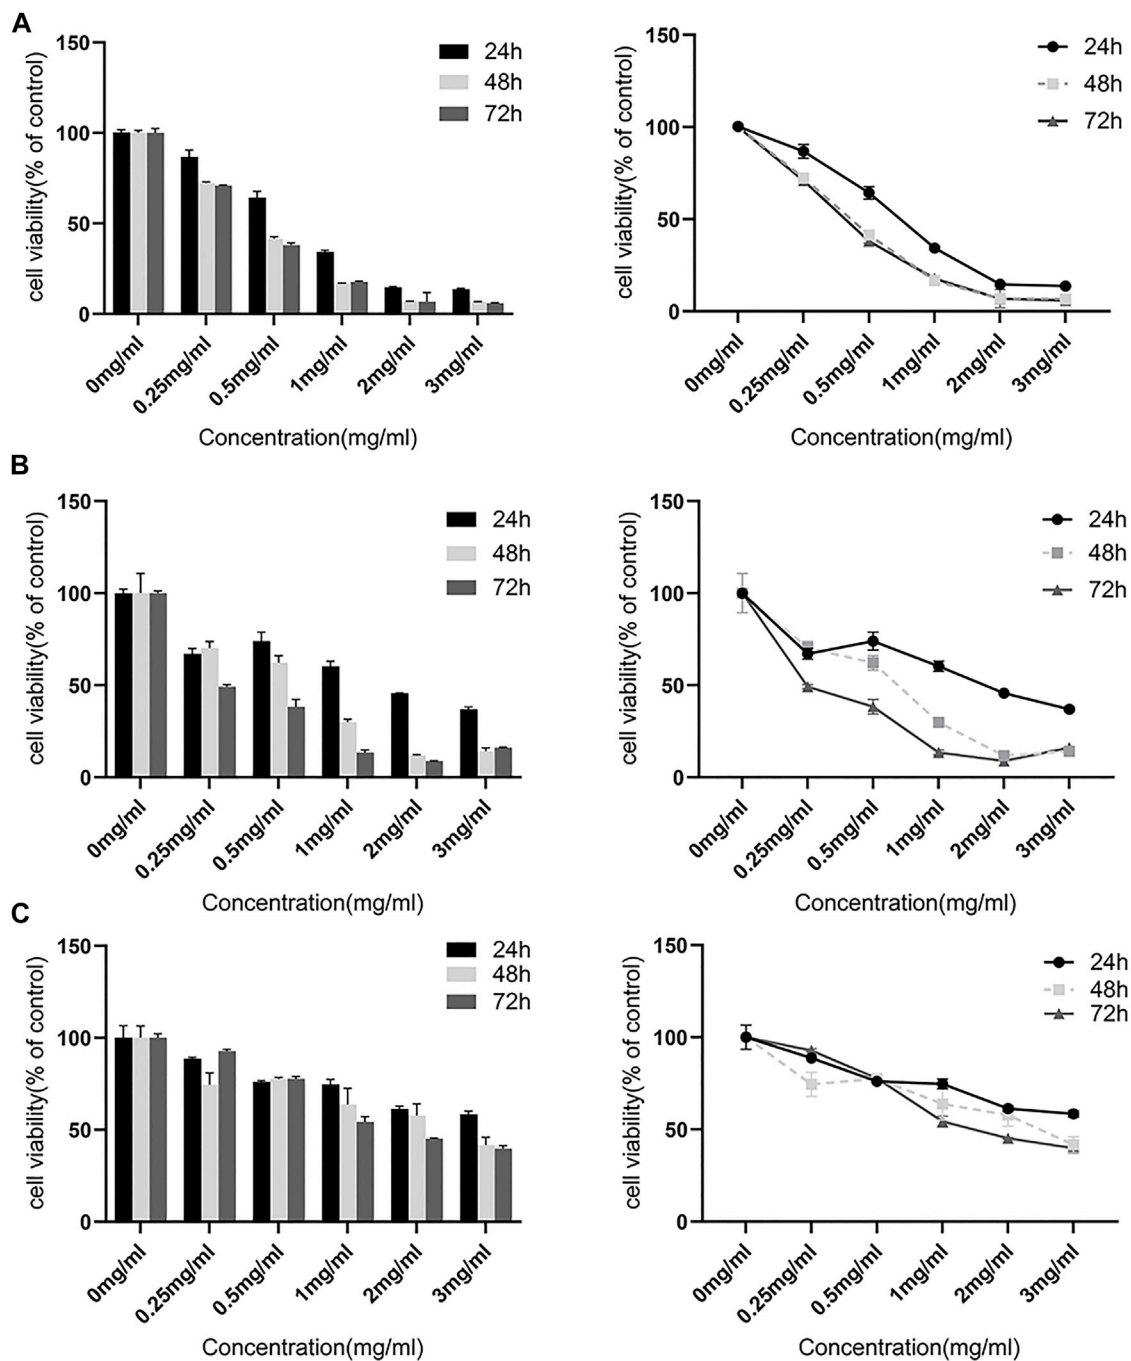 A
cell viability(% of control)
150
100
50
0
24h
48h
72h
0mg/ml
0.25mg/ml
0.5mg/ml
1mg/ml
2mg/ml
3mg/ml
Concentration(mg/ml)
cell viability(% of control)
150
100
50
0
24h
48h
72h
0mg/ml
0.25mg/ml
0.5mg/ml
1mg/ml
2mg/ml
3mg/ml
Concentration(mg/ml)
B
cell viability(% of control)
150
100
50
0
24h
48h
72h
0mg/ml
0.25mg/ml
0.5mg/ml
1mg/ml
2mg/ml
3mg/ml
Concentration(mg/ml)
cell viability(% of control)
150
100
50
0
24h
48h
72h
0mg/ml
0.25mg/ml
0.5mg/ml
1mg/ml
2mg/ml
3mg/ml
Concentration(mg/ml)
C
cell viability(% of control)
150
100
50
0
24h
48h
72h
0mg/ml
0.25mg/ml
0.5mg/ml
1mg/ml
2mg/ml
3mg/ml
Concentration(mg/ml)
cell viability(% of control)
150
100
50
0
24h
48h
72h
0mg/ml
0.25mg/ml
0.5mg/ml
1mg/ml
2mg/ml
3mg/ml
Concentration(mg/ml)